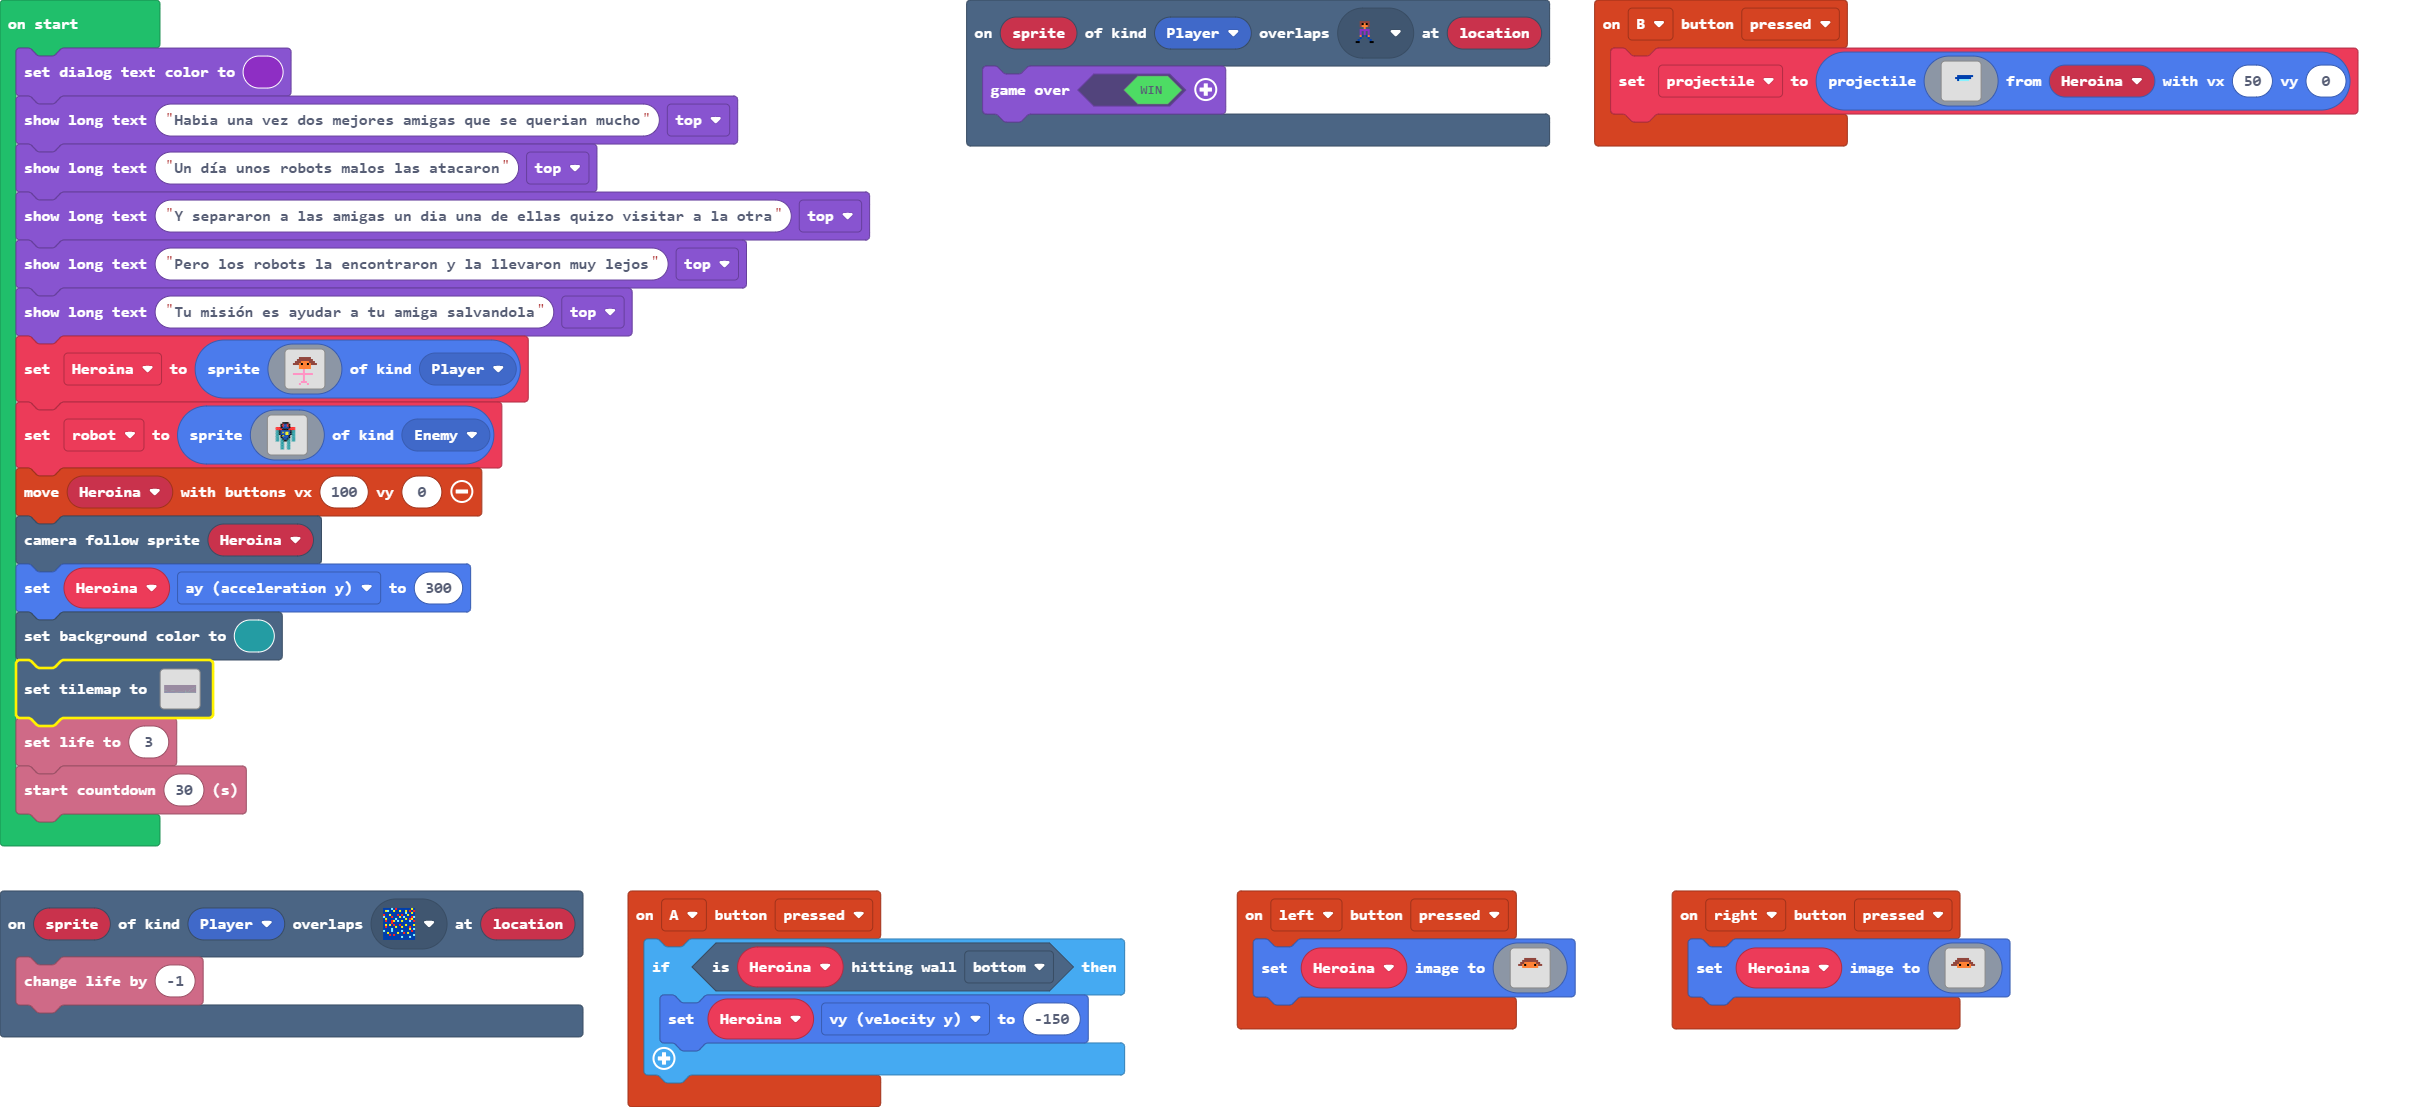 on start
set dialog text color to
show long text "Habia una vez dos mejores amigas que se querian mucho" top
show long text "Un día unos robots malos las atacaron" top
show long text "Y separaron a las amigas un dia una de ellas quizo visitar a la otra" top
show long text "Pero los robots la encontraron y la llevaron muy lejos" top
show long text "Tu misión es ayudar a tu amiga salvandola" top
set Heroina to sprite of kind Player
set robot to sprite of kind Enemy
move Heroina with buttons vx 100 vy 0
camera follow sprite Heroina
set Heroina ay (acceleration y) to 300
set background color to
set tilemap to
set life to 3
start countdown 30 (s)
on sprite of kind Player overlaps at location
game over WIN
on B button pressed
set projectile to projectile from Heroina with vx 50 vy 0
on sprite of kind Player overlaps at location
change life by -1
on A button pressed
if is Heroina hitting wall bottom then
set Heroina vy (velocity y) to -150
on left button pressed
set Heroina image to
on right button pressed
set Heroina image to